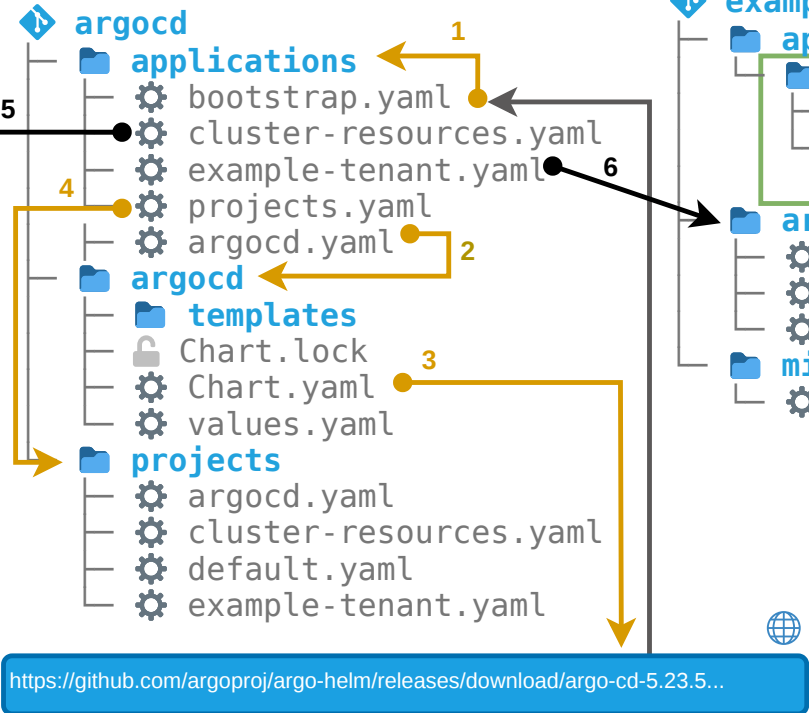 argocd
applications
1
bootstrap.yaml
5
cluster-resources.yaml
example-tenant.yaml
6
4
projects.yaml
argocd.yaml
2
argocd
templates
Chart.lock
3
Chart.yaml
values.yaml
projects
argocd.yaml
cluster-resources.yaml
default.yaml
example-tenant.yaml
https://github.com/argoproj/argo-helm/releases/download/argo-cd-5.23.5...